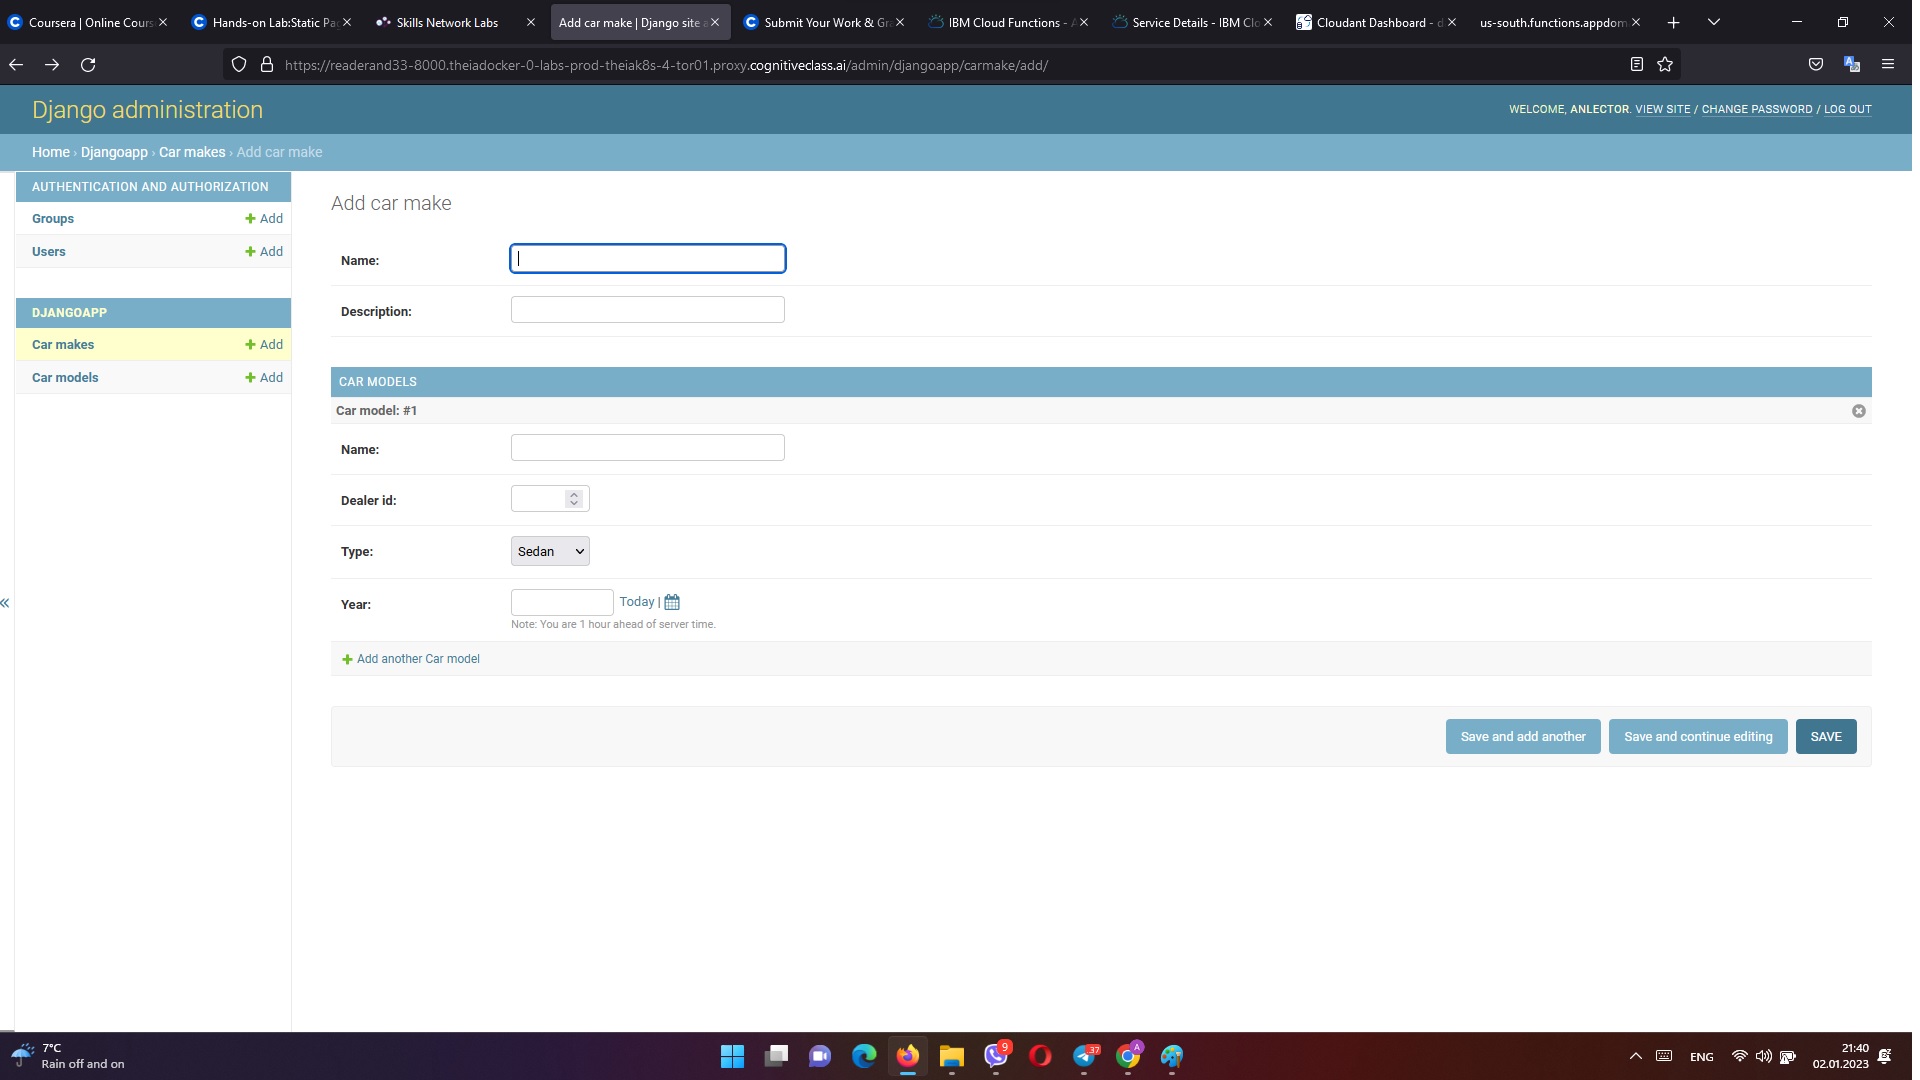 Coursera | Online Cours
Hands-on Lab:Static Pa
Skills Network Labs
Add car make | Django site a
Submit Your Work & Gr
IBM Cloud Functions - A
Service Details - IBM Clo
Cloudant Dashboard - d
us-south.functions.appdom
https://readerand33-8000.theiadocker-0-labs-prod-theiak8s-4-tor01.proxy.cognitiveclass.ai/admin/djangoapp/carmake/add/
Django administration
WELCOME, ANLECTOR. VIEW SITE / CHANGE PASSWORD / LOG OUT
Home › Djangoapp › Car makes › Add car make
AUTHENTICATION AND AUTHORIZATION
Groups + Add
Users + Add
DJANGOAPP
Car makes + Add
Car models + Add
«
Add car make
Name:
Description:
CAR MODELS
Car model: #1
Name:
Dealer id:
Type: Sedan
Year: Today |
Note: You are 1 hour ahead of server time.
+ Add another Car model
Save and add another
Save and continue editing
SAVE
7°C
Rain off and on
9
37
A
ENG
21:40
02.01.2023